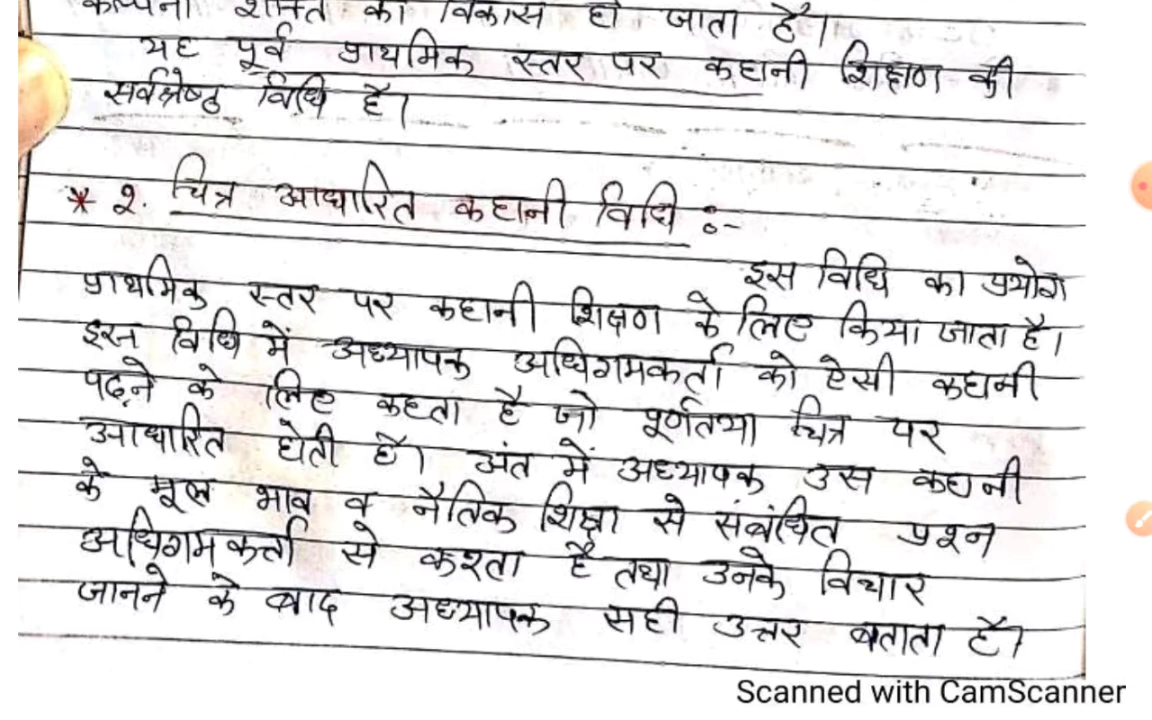 कल्पना शक्ति का विकास हो जाता है।
यह पूर्व प्राथमिक स्तर पर कहानी शिक्षण की
सर्वश्रेष्ठ विधि है।
* २. चित्र आधारित कहानी विधि :-
इस विधि का प्रयोग
प्राथमिक स्तर पर कहानी शिक्षण के लिए किया जाता है।
इस विधि में अध्यापक अधिगमकर्ता को ऐसी कहानी
पढ़ने के लिए कहता है जो पूर्णतया चित्र पर
आधारित होती है। अंत में अध्यापक उस कहानी
के मूल भाव व नैतिक शिक्षा से संबंधित प्रश्न
अधिगमकर्ता से करता है तथा उनके विचार
जानने के बाद अध्यापक सही उत्तर बताता है।
Scanned with CamScanner